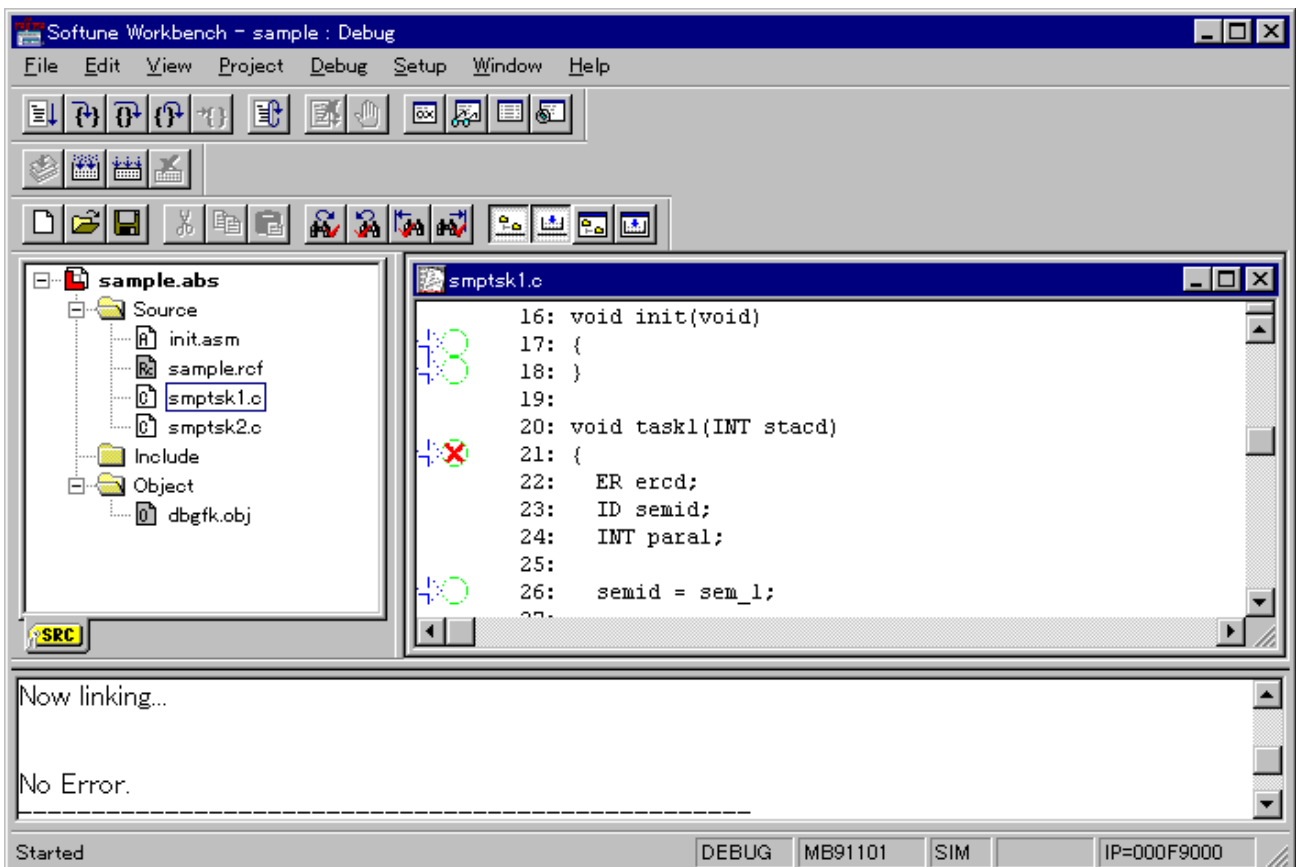 Softune Workbench - sample : Debug
File Edit View Project Debug Setup Window Help
sample.abs
Source
init.asm
sample.rcf
smptsk1.c
smptsk2.c
Include
Object
dbgfk.obj
SRC
smptsk1.c
16: void init(void)
17: {
18: }
19:
20: void task1(INT stacd)
21: {
22: ER ercd;
23: ID semid;
24: INT para1;
25:
26: semid = sem_1;
Now linking...
No Error.
--------------------------------------------------
Started DEBUG MB91101 SIM IP=000F9000